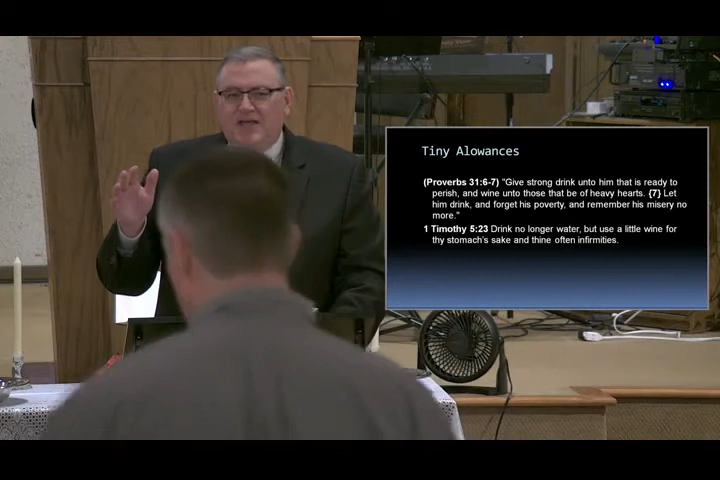 Tiny Alowances
(Proverbs 31:6-7) "Give strong drink unto him that is ready to
perish, and wine unto those that be of heavy hearts. {7} Let
him drink, and forget his poverty, and remember his misery no
more."
1 Timothy 5:23 Drink no longer water, but use a little wine for
thy stomach's sake and thine often infirmities.